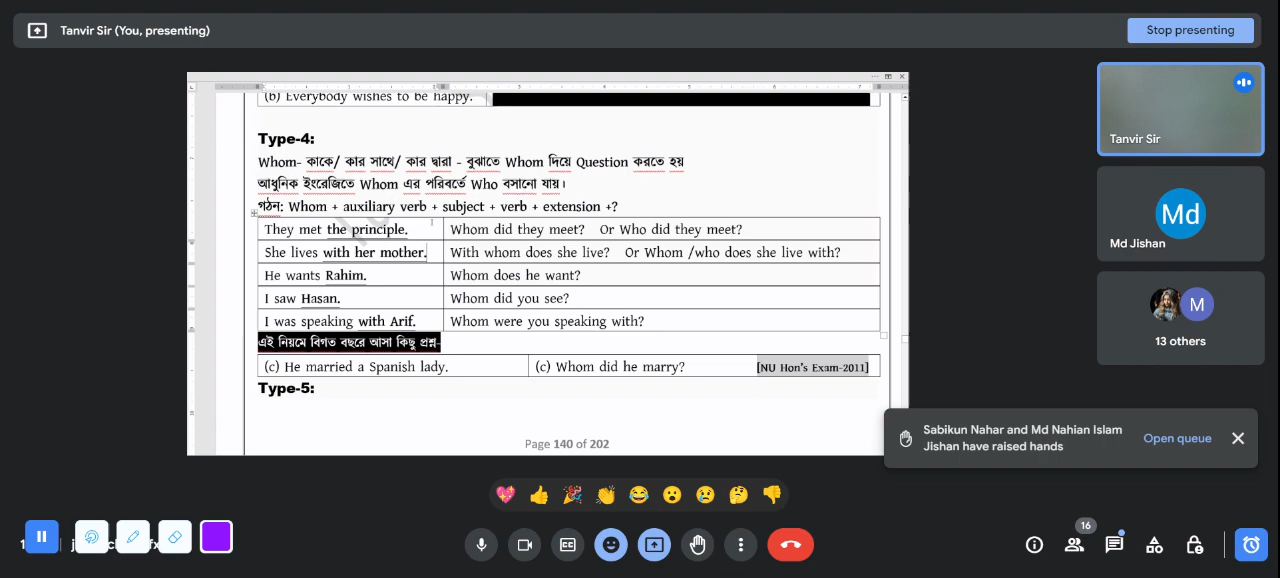 Tanvir Sir (You, presenting)
Stop presenting
(b) Everybody wishes to be happy.
Type-4:
Whom- কাকে/ কার সাথে/ কার দ্বারা - বুঝাতে Whom দিয়ে Question করতে হয়
আধুনিক ইংরেজিতে Whom এর পরিবর্তে Who বসানো যায়।
গঠন: Whom + auxiliary verb + subject + verb + extension +?
They met the principle. Whom did they meet? Or Who did they meet?
She lives with her mother. With whom does she live? Or Whom /who does she live with?
He wants Rahim. Whom does he want?
I saw Hasan. Whom did you see?
I was speaking with Arif. Whom were you speaking with?
এই নিয়মে বিগত বছরে আসা কিছু প্রশ্ন-
(c) He married a Spanish lady. (c) Whom did he marry? [NU Hon's Exam-2011]
Type-5:
Page 140 of 202
Tanvir Sir
Md
Md Jishan
M
13 others
Sabikun Nahar and Md Nahian Islam
Jishan have raised hands
Open queue
16